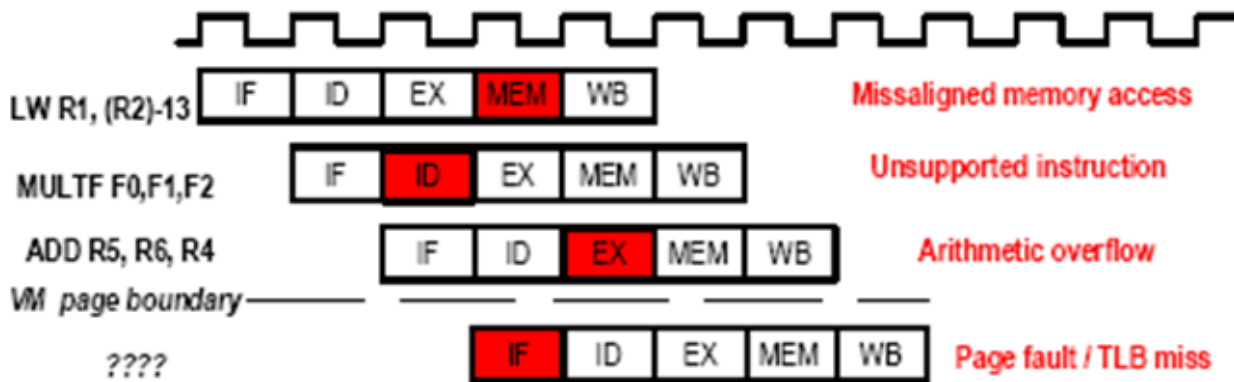 LW R1, (R2)-13 IF ID EX MEM WB Missaligned memory access
MULTF F0,F1,F2 IF ID EX MEM WB Unsupported instruction
ADD R5, R6, R4 IF ID EX MEM WB Arithmetic overflow
VM page boundary
???? IF ID EX MEM WB Page fault / TLB miss